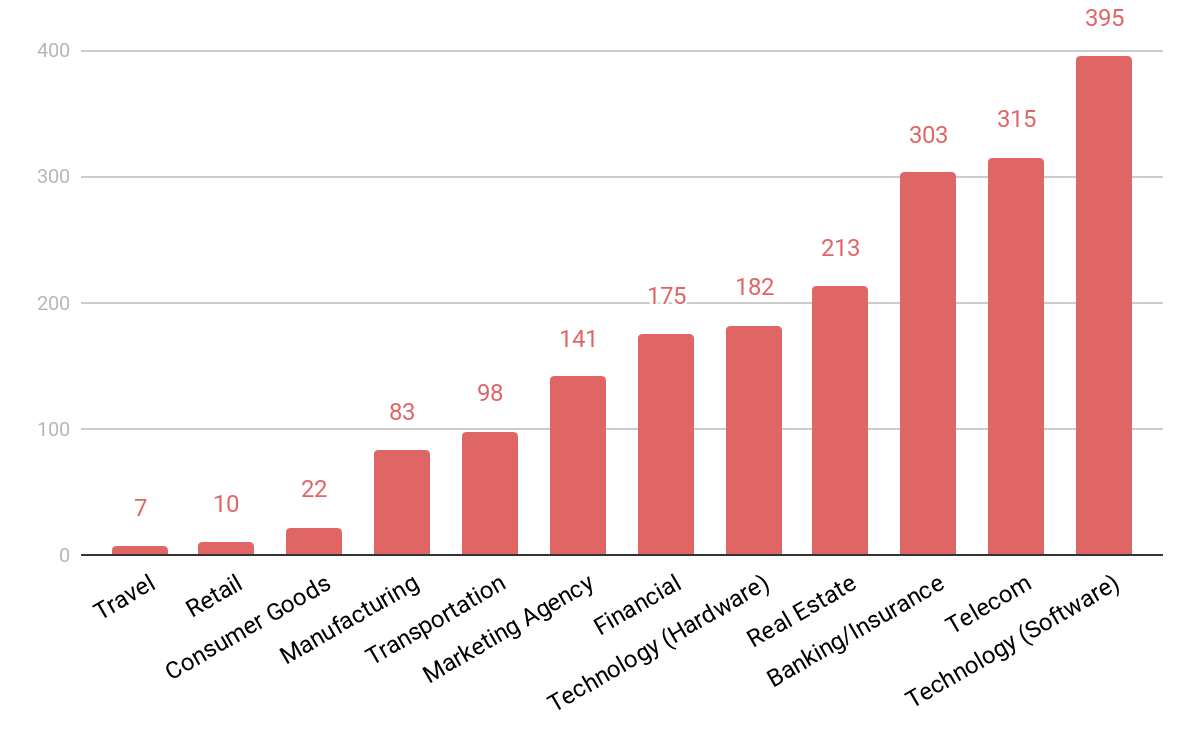 395
400
315
303
300
213
182
175
200
141
98
83
100
22
10
7
0
Travel
Retail
Consumer Goods
Manufacturing
Transportation
Marketing Agency
Financial
Technology (Hardware)
Real Estate
Banking/Insurance
Telecom
Technology (Software)